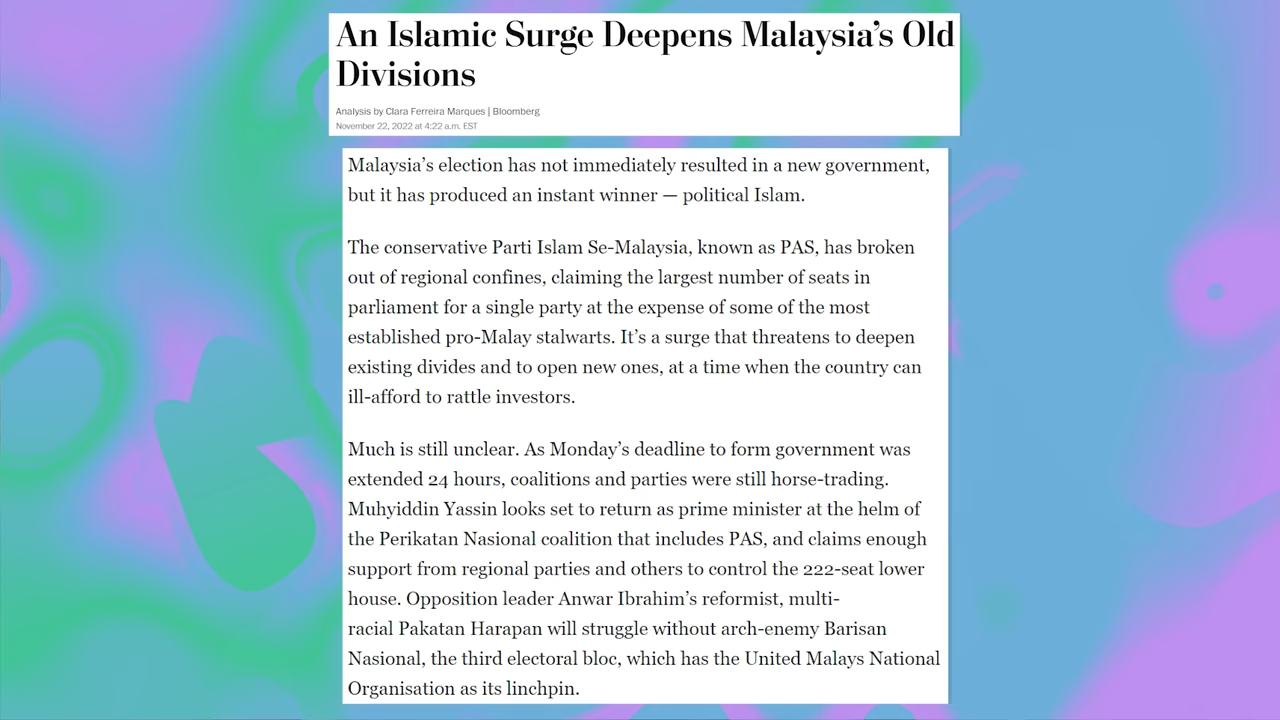 An Islamic Surge Deepens Malaysia's Old
Divisions
Analysis by Clara Ferreira Marques | Bloomberg
November 22, 2022 at 4:22 a.m. EST
Malaysia's election has not immediately resulted in a new government,
but it has produced an instant winner — political Islam.
The conservative Parti Islam Se-Malaysia, known as PAS, has broken
out of regional confines, claiming the largest number of seats in
parliament for a single party at the expense of some of the most
established pro-Malay stalwarts. It's a surge that threatens to deepen
existing divides and to open new ones, at a time when the country can
ill-afford to rattle investors.
Much is still unclear. As Monday's deadline to form government was
extended 24 hours, coalitions and parties were still horse-trading.
Muhyiddin Yassin looks set to return as prime minister at the helm of
the Perikatan Nasional coalition that includes PAS, and claims enough
support from regional parties and others to control the 222-seat lower
house. Opposition leader Anwar Ibrahim's reformist, multi-
racial Pakatan Harapan will struggle without arch-enemy Barisan
Nasional, the third electoral bloc, which has the United Malays National
Organisation as its linchpin.